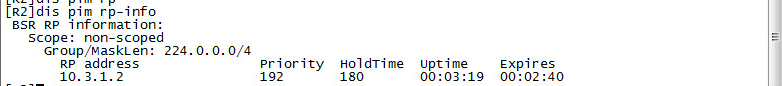 [R2]dis pim rp
[R2]dis pim rp-info
BSR RP information:
Scope: non-scoped
Group/MaskLen: 224.0.0.0/4
RP address Priority HoldTime Uptime Expires
10.3.1.2 192 180 00:03:19 00:02:40